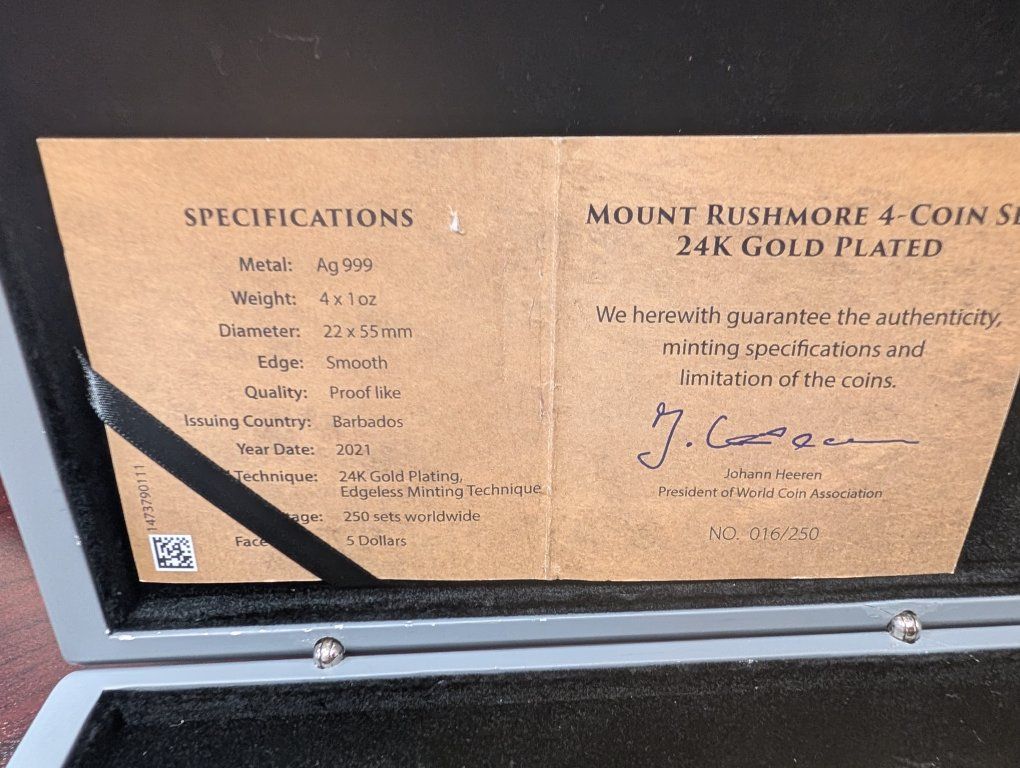 SPECIFICATIONS
Metal: Ag 999
Weight: 4 x 1 oz
Diameter: 22 x 55 mm
Edge: Smooth
Quality: Proof like
Issuing Country: Barbados
Year Date: 2021
Technique: 24K Gold Plating,
Edgeless Minting Technique
250 sets worldwide
Face 5 Dollars
1473790111
MOUNT RUSHMORE 4-COIN
24K GOLD PLATED
We herewith guarantee the authenticity,
minting specifications and
limitation of the coins.
Johann Heeren
President of World Coin Association
NO. 016/250